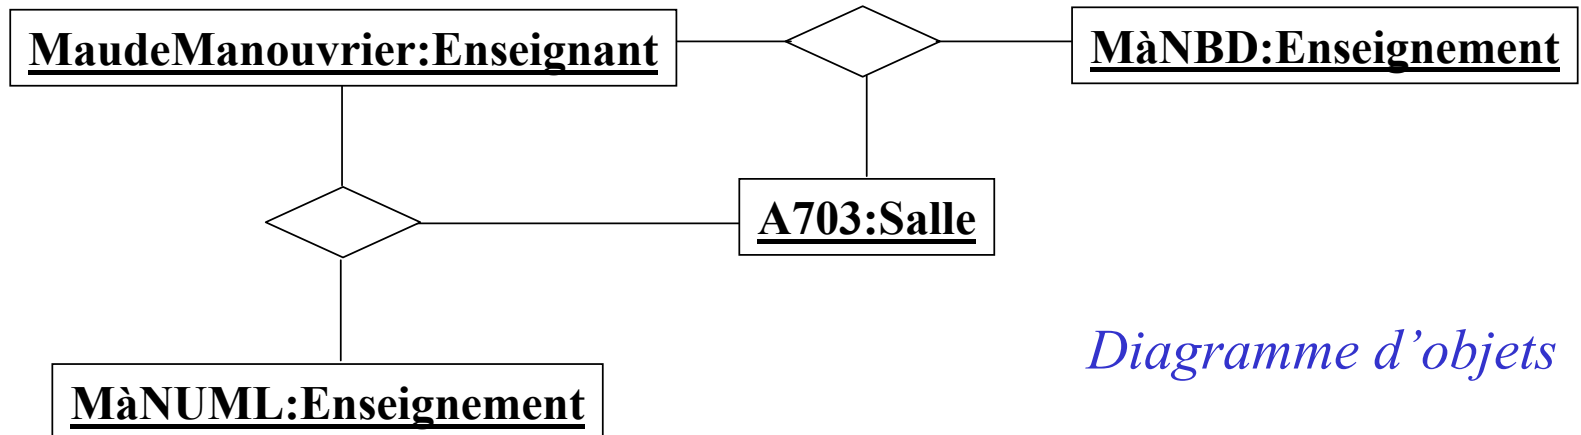 MaudeManouvrier:Enseignant
MàNBD:Enseignement
A703:Salle
Diagramme d’objets
MàNUML:Enseignement